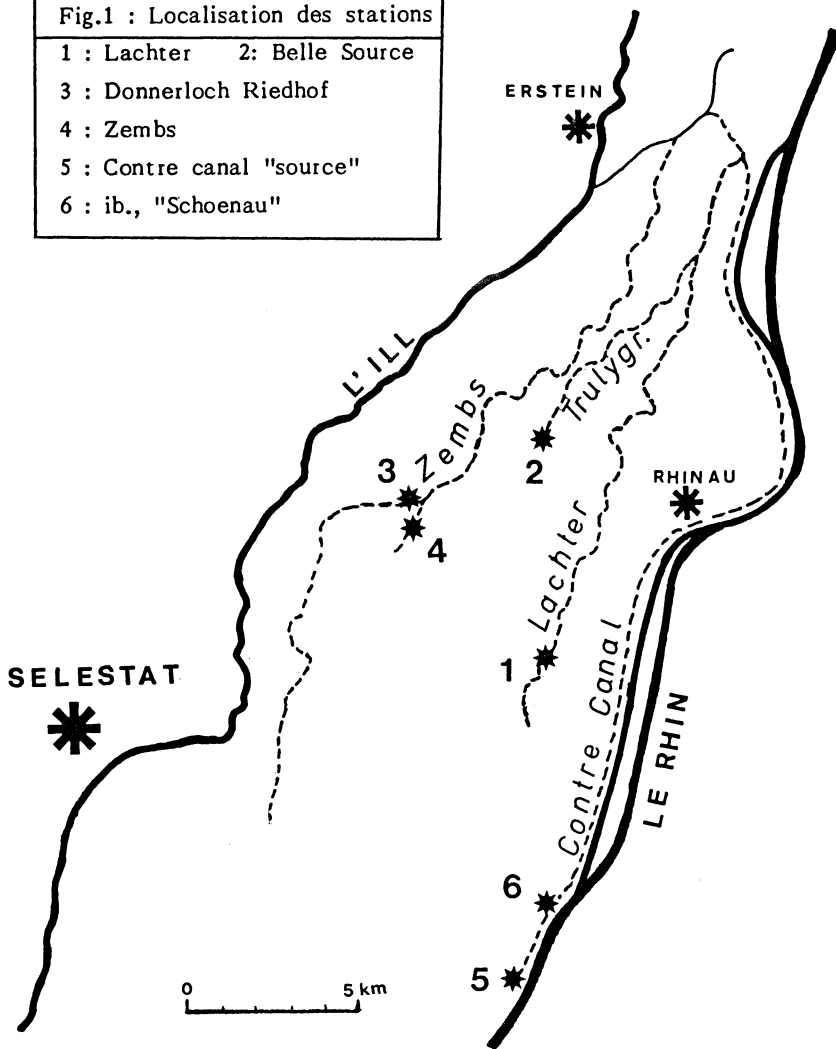 Fig.1 : Localisation des stations
1 : Lachter 2: Belle Source
3 : Donnerloch Riedhof
4 : Zembs
5 : Contre canal "source"
6 : ib., "Schoenau"
ERSTEIN
L'ILL
Zembs
Trulygr.
3
2
RHINAU
4
Lachter
1
SELESTAT
Contre Canal
LE RHIN
6
5
0 5 km